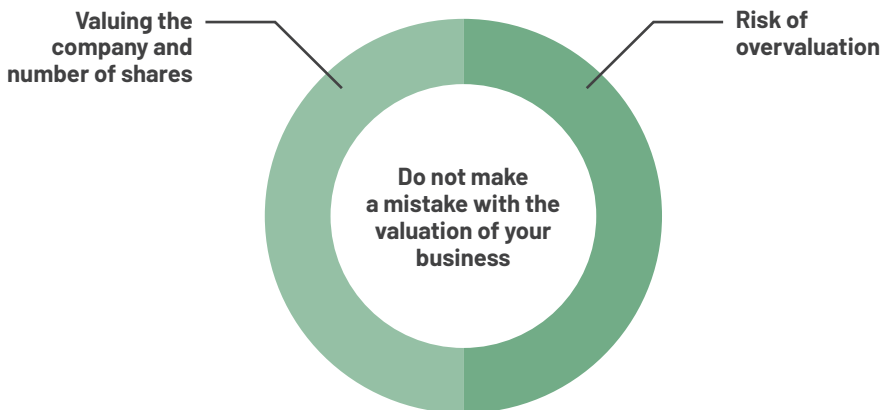 Valuing the
company and
number of shares
Risk of
overvaluation
Do not make
a mistake with the
valuation of your
business